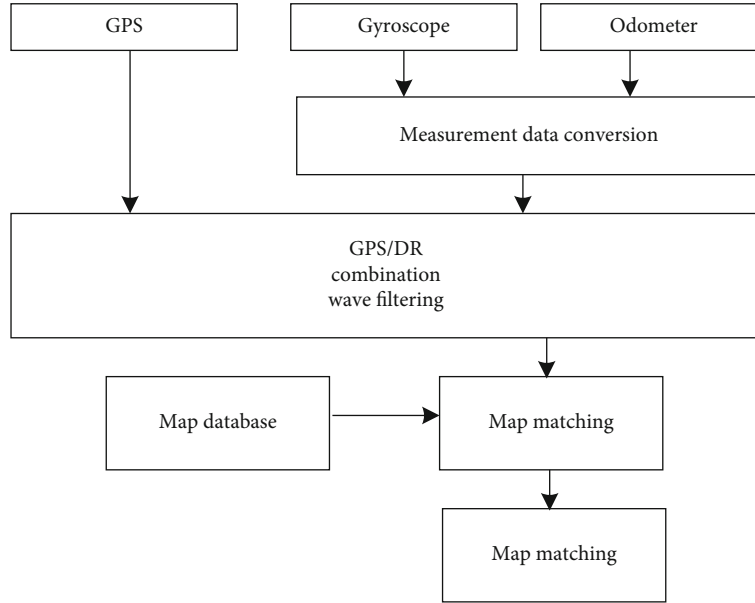 GPS
Gyroscope
Odometer
Measurement data conversion
GPS/DR
combination
wave filtering
Map database
Map matching
Map matching